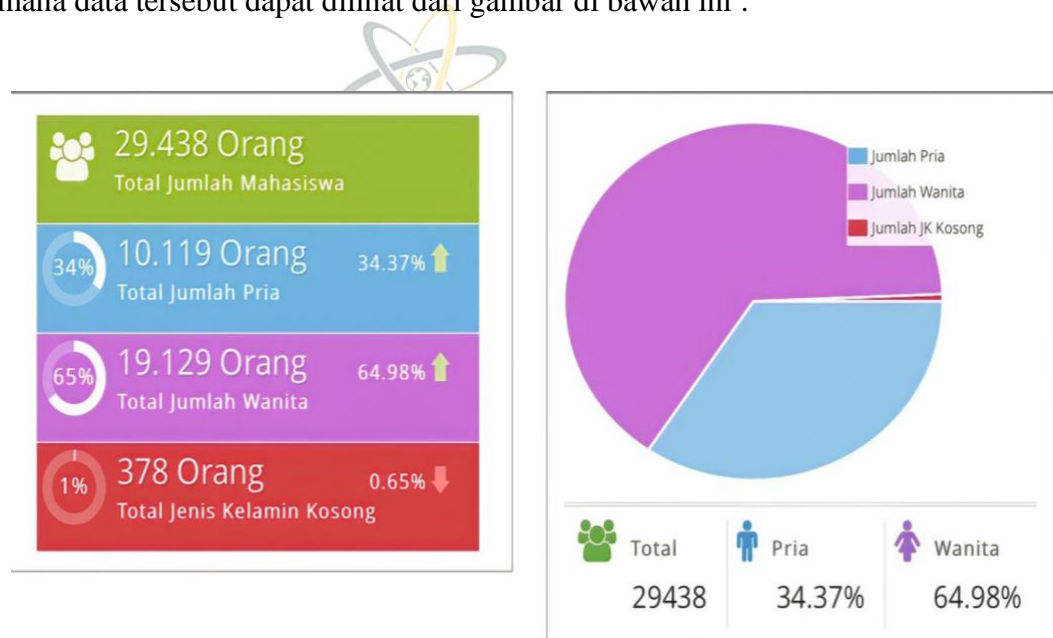 mana data tersebut dapat dilihat dari gambar di bawah ini :
29.438 Orang
Total Jumlah Mahasiswa
34%
10.119 Orang
34.37%
Total Jumlah Pria
65%
19.129 Orang
64.98%
Total Jumlah Wanita
1%
378 Orang
0.65%
Total Jenis Kelamin Kosong
Jumlah Pria
Jumlah Wanita
Jumlah JK Kosong
Total
29438
Pria
34.37%
Wanita
64.98%